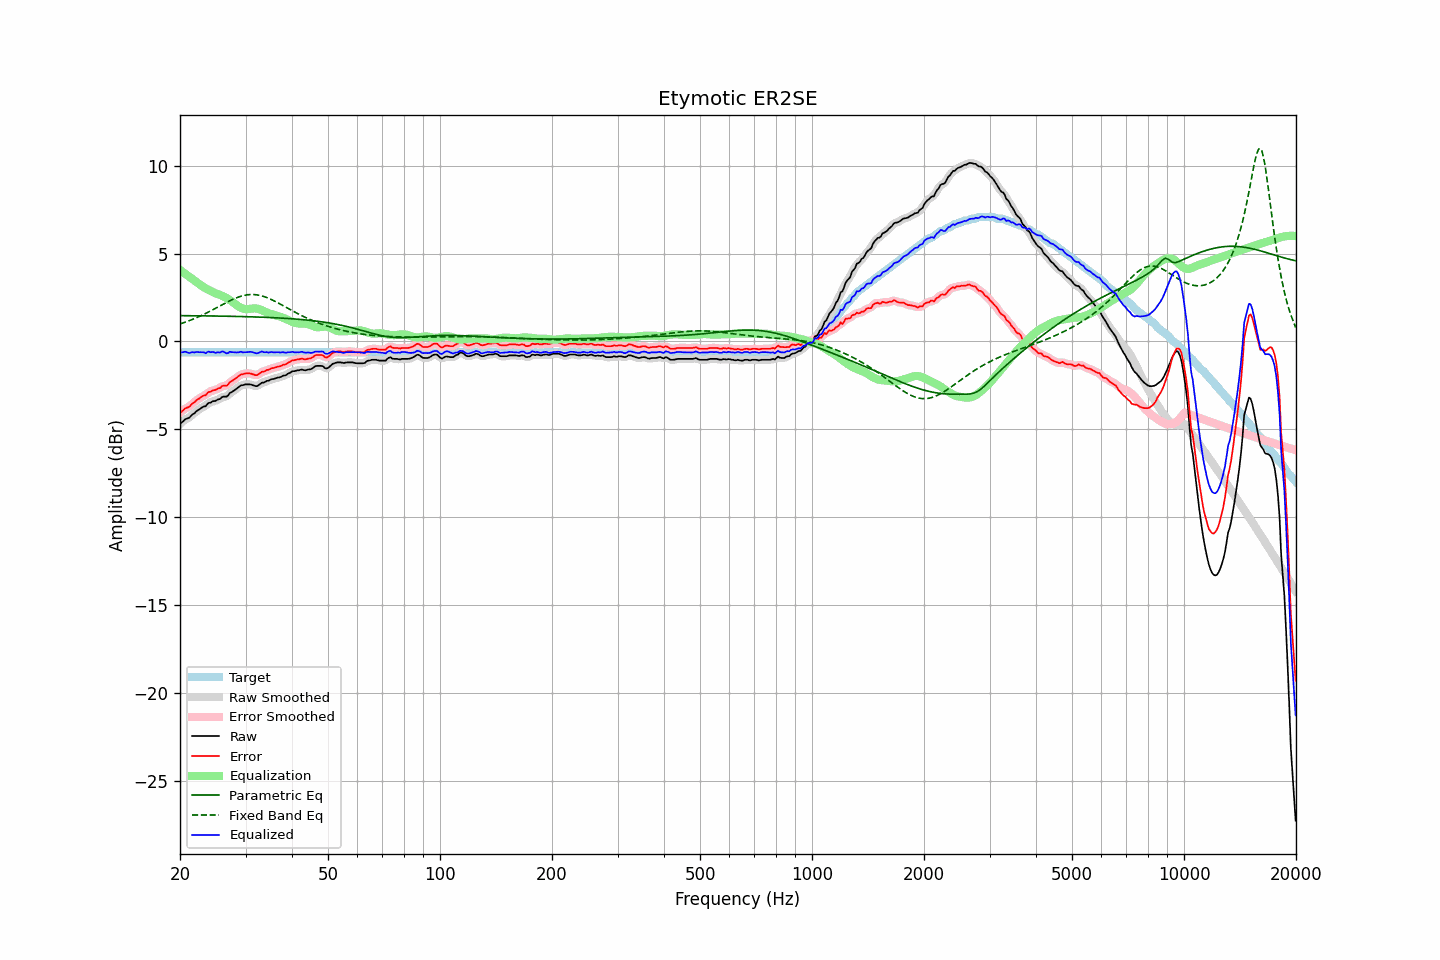 Etymotic ER2SE
Amplitude (dBr)
10
5
0
−5
−10
−15
−20
−25
Target
Raw Smoothed
Error Smoothed
Raw
Error
Equalization
Parametric Eq
Fixed Band Eq
Equalized
20 50 100 200 500 1000 2000 5000 10000 20000
Frequency (Hz)